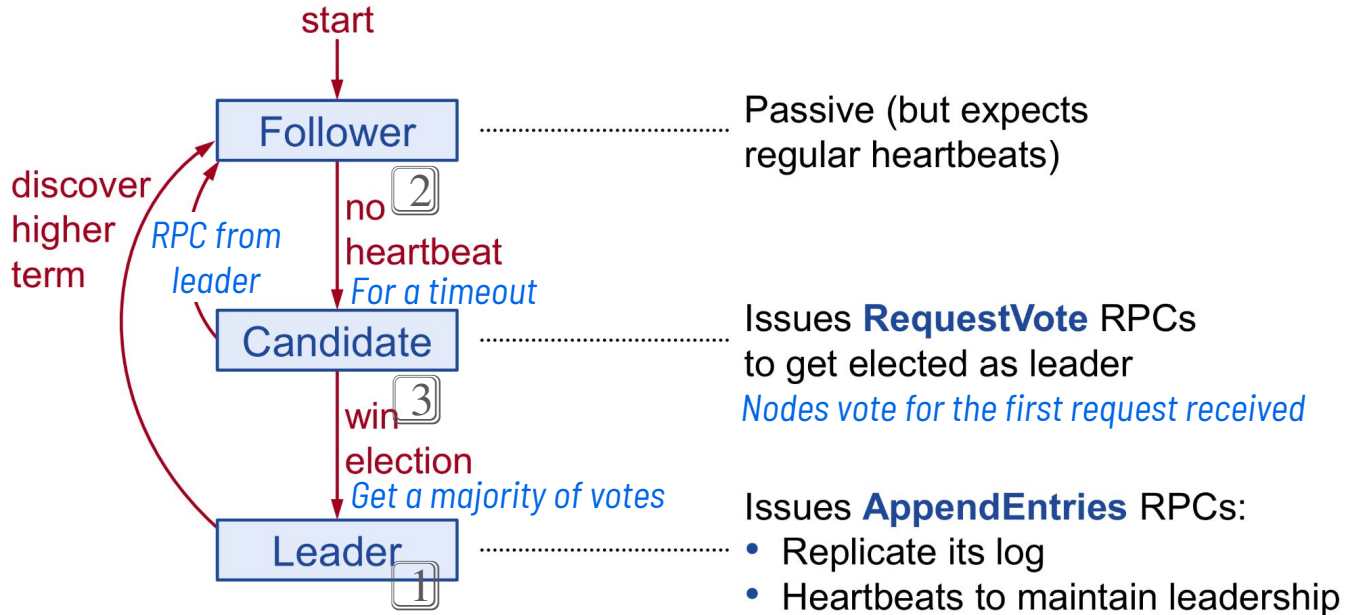 start
Follower
Passive (but expects
regular heartbeats)
2
discover
higher
term
RPC from
leader
no
heartbeat
For a timeout
Candidate
Issues RequestVote RPCs
to get elected as leader
Nodes vote for the first request received
3
win
election
Get a majority of votes
Leader
1
Issues AppendEntries RPCs:
• Replicate its log
• Heartbeats to maintain leadership